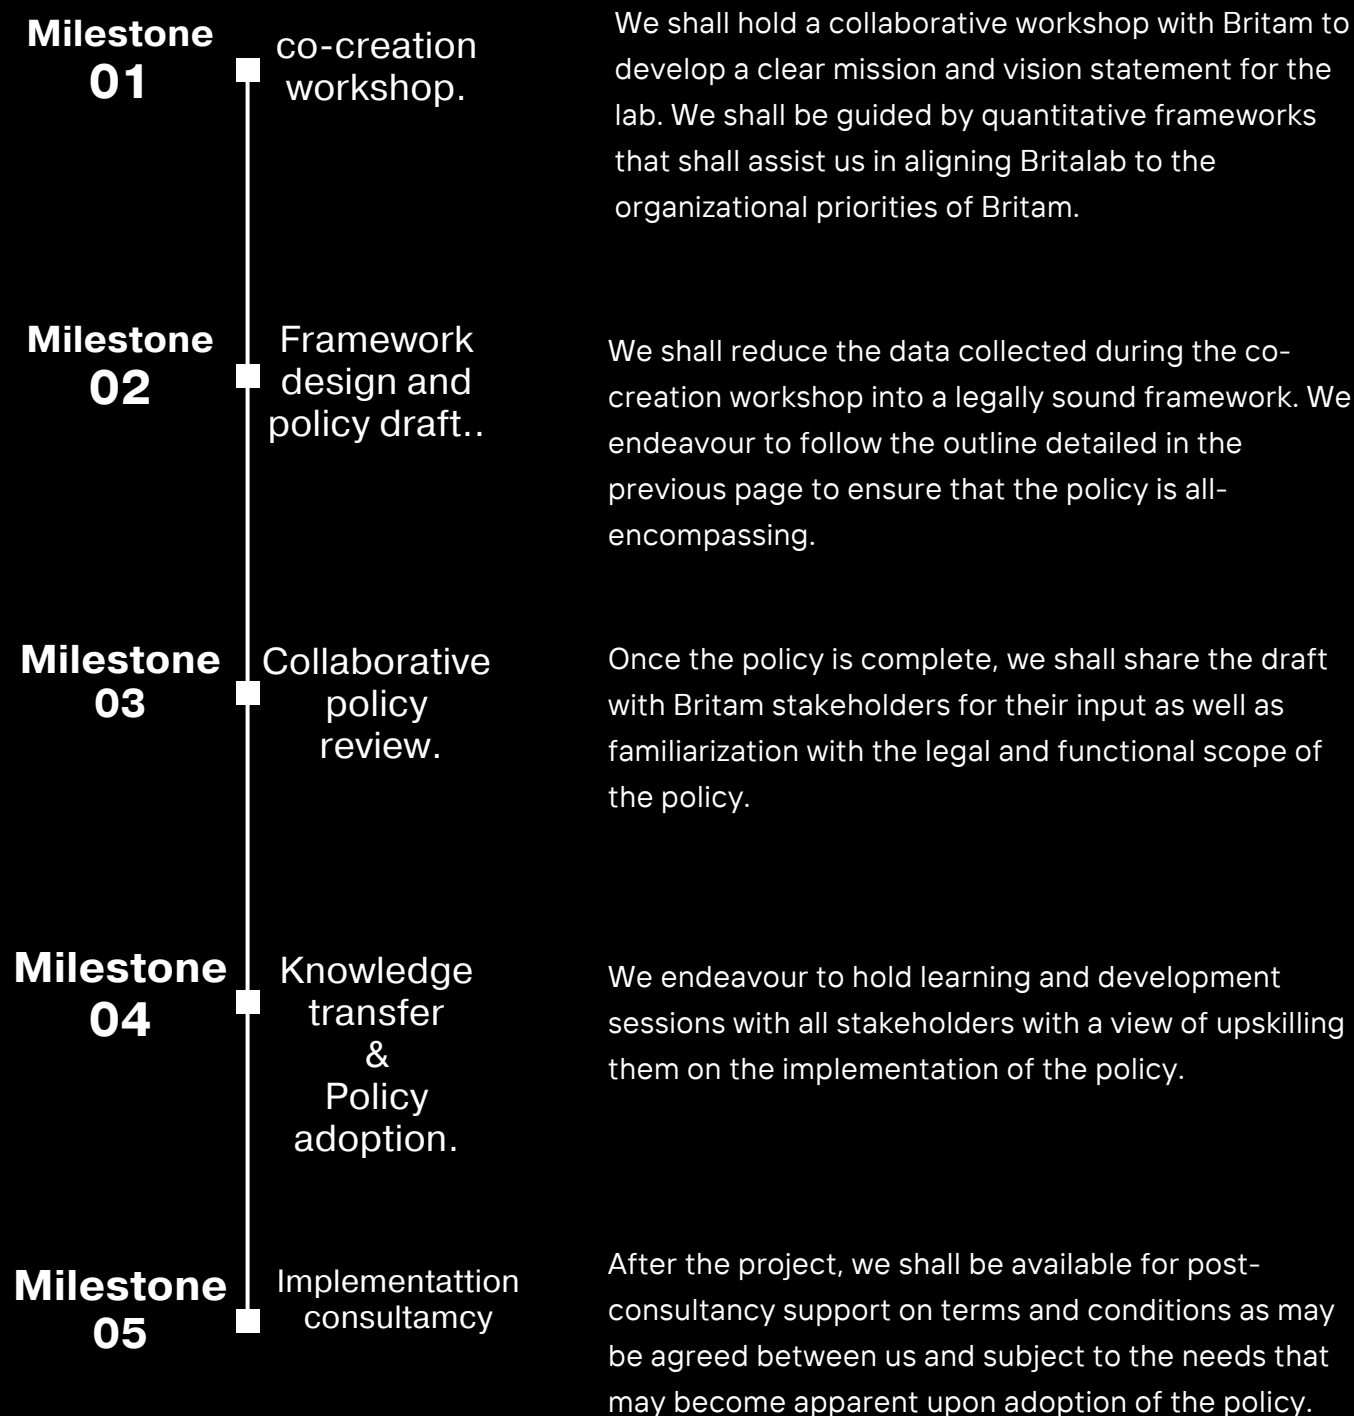 Milestone
01
co-creation
workshop.
We shall hold a collaborative workshop with Britam to
develop a clear mission and vision statement for the
lab. We shall be guided by quantitative frameworks
that shall assist us in aligning Britalab to the
organizational priorities of Britam.
Milestone
02
Framework
design and
policy draft..
We shall reduce the data collected during the co-
creation workshop into a legally sound framework. We
endeavour to follow the outline detailed in the
previous page to ensure that the policy is all-
encompassing.
Milestone
03
Collaborative
policy
review.
Once the policy is complete, we shall share the draft
with Britam stakeholders for their input as well as
familiarization with the legal and functional scope of
the policy.
Milestone
04
Knowledge
transfer
&
Policy
adoption.
We endeavour to hold learning and development
sessions with all stakeholders with a view of upskilling
them on the implementation of the policy.
Milestone
05
Implementattion
consultamcy
After the project, we shall be available for post-
consultancy support on terms and conditions as may
be agreed between us and subject to the needs that
may become apparent upon adoption of the policy.